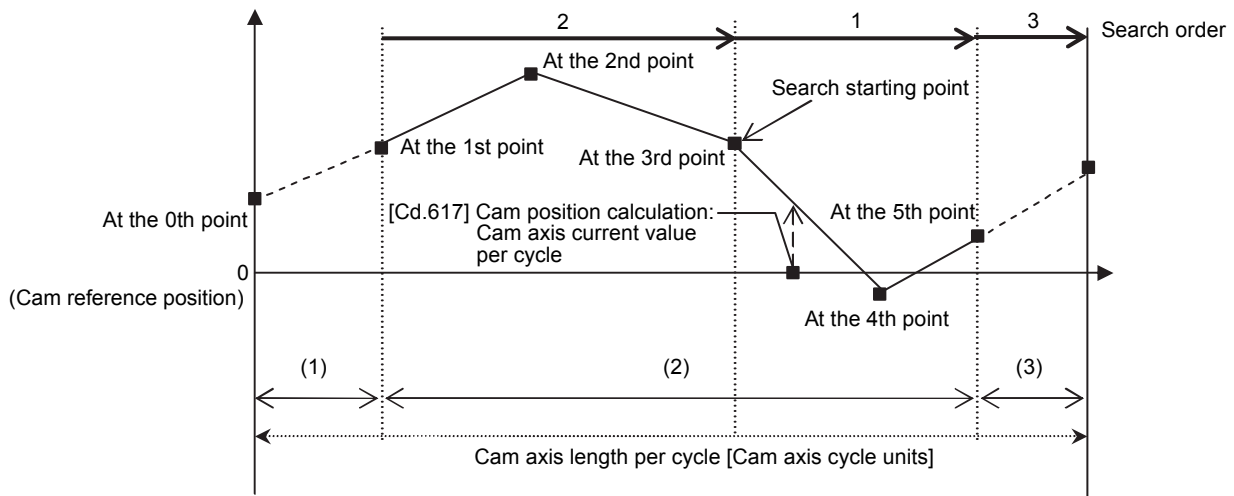 2
1
3
Search order
At the 2nd point
Search starting point
At the 1st point
At the 3rd point
At the 0th point
[Cd.617] Cam position calculation:
Cam axis current value
per cycle
At the 5th point
0
(Cam reference position)
At the 4th point
(1)
(2)
(3)
Cam axis length per cycle [Cam axis cycle units]